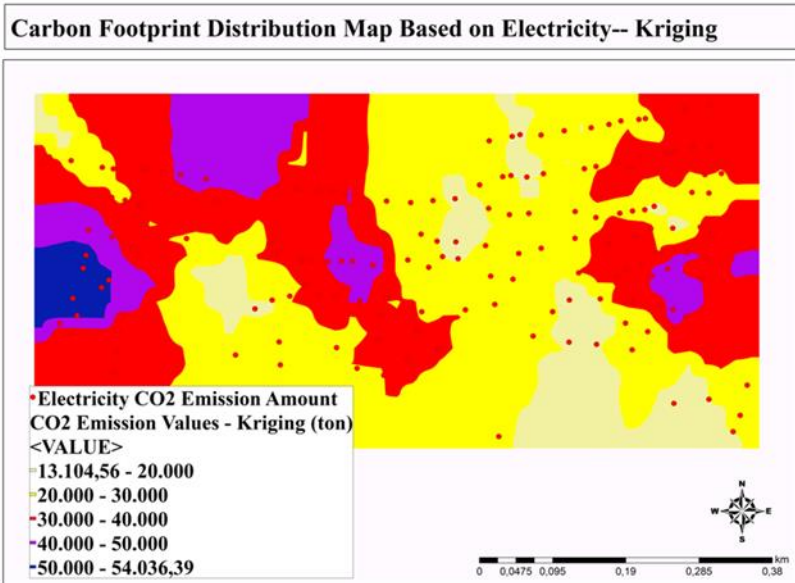 Carbon Footprint Distribution Map Based on Electricity-- Kriging
Electricity CO2 Emission Amount
CO2 Emission Values - Kriging (ton)
<VALUE>
13.104,56 - 20.000
20.000 - 30.000
30.000 - 40.000
40.000 - 50.000
50.000 - 54.036,39
N
W E
S
km
0 0,0475 0,095 0,19 0,285 0,38